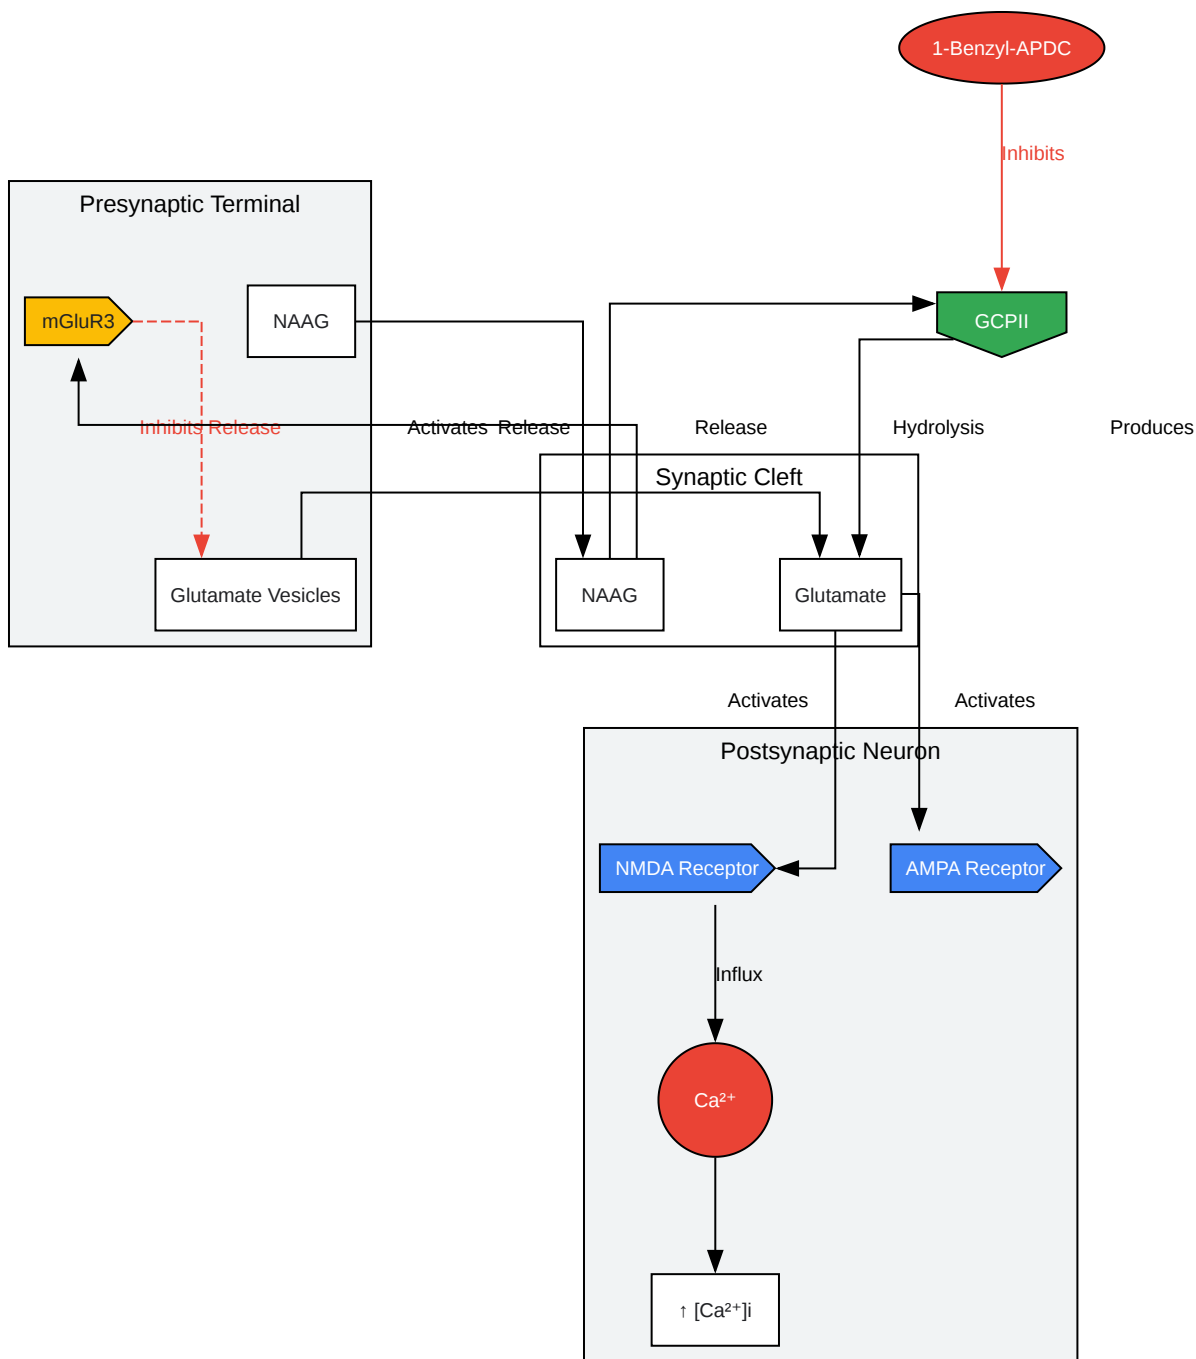 1-Benzyl-APDC
Inhibits
Presynaptic Terminal
mGluR3
NAAG
GCPII
Inhibits Release
Activates
Release
Release
Hydrolysis
Produces
Synaptic Cleft
Glutamate Vesicles
NAAG
Glutamate
Activates
Activates
Postsynaptic Neuron
NMDA Receptor
AMPA Receptor
Influx
Ca²⁺
↑ [Ca²⁺]i